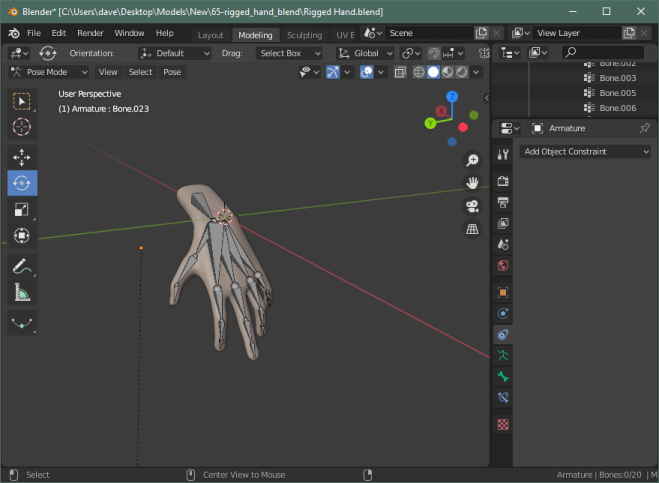 Blender* [C:\Users\dave\Desktop\Models\New\65-rigged_hand_blend\Rigged Hand.blend]
File Edit Render Window Help Layout Modeling Sculpting UV E Scene View Layer
Orientation: Default Drag: Select Box Global
Pose Mode View Select Pose
User Perspective
(1) Armature : Bone.023
Z
X
Y
Bone.002
Bone.003
Bone.005
Bone.006
Armature
Add Object Constraint
Select Center View to Mouse Armature | Bones:0/20 | M